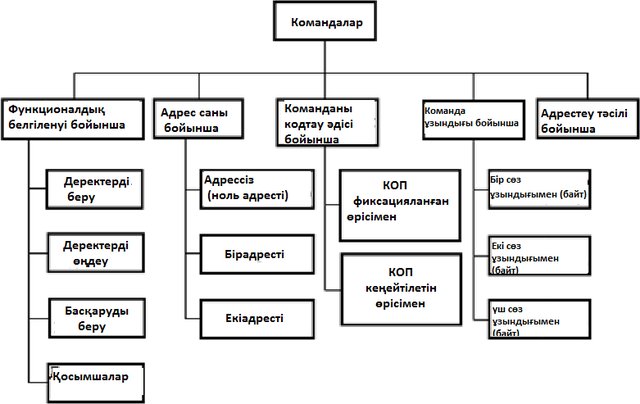 Командалар
Функционалдық
белгіленуі бойынша
Адрес саны
бойынша
Команданы
кодтау әдісі
бойынша
Команда
ұзындығы бойынша
Адрестеу тәсілі
бойынша
Деректерді
беру
Деректерді
өңдеу
Басқаруды
беру
Қосымшалар
Адрессіз
(ноль адресті)
Бірадресті
Екіадресті
КОП
фиксацияланған
өрісімен
КОП
кеңейтілетін
өрісімен
Бір сөз
ұзындығымен (байт)
Екі сөз
ұзындығымен
(байт)
үш сөз
ұзындығымен
(байт)